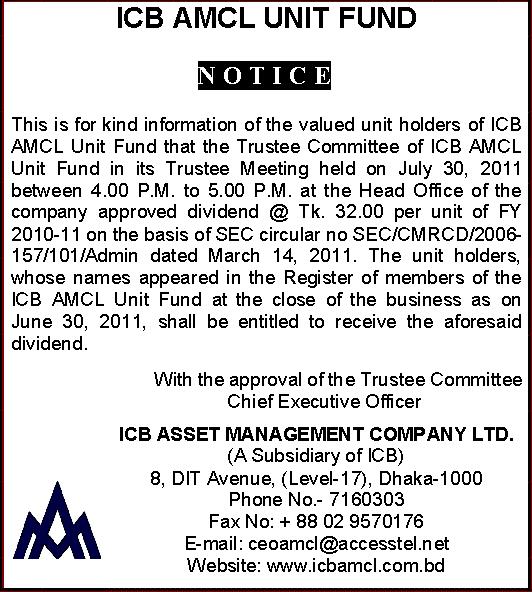 ICB AMCL UNIT FUND
NOTICE
This is for kind information of the valued unit holders of ICB
AMCL Unit Fund that the Trustee Committee of ICB AMCL
Unit Fund in its Trustee Meeting held on July 30, 2011
between 4.00 P.M. to 5.00 P.M. at the Head Office of the
company approved dividend @ Tk. 32.00 per unit of FY
2010-11 on the basis of SEC circular no SEC/CMRCD/2006-
157/101/Admin dated March 14, 2011. The unit holders,
whose names appeared in the Register of members of the
ICB AMCL Unit Fund at the close of the business as on
June 30, 2011, shall be entitled to receive the aforesaid
dividend.
With the approval of the Trustee Committee
Chief Executive Officer
ICB ASSET MANAGEMENT COMPANY LTD.
(A Subsidiary of ICB)
8, DIT Avenue, (Level-17), Dhaka-1000
Phone No.- 7160303
Fax No: + 88 02 9570176
E-mail: ceoamcl@accesstel.net
Website: www.icbamcl.com.bd